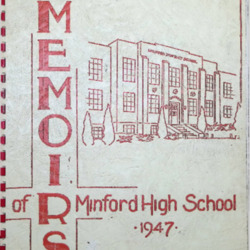 MEMOIRS
of Minford High School
·1947·